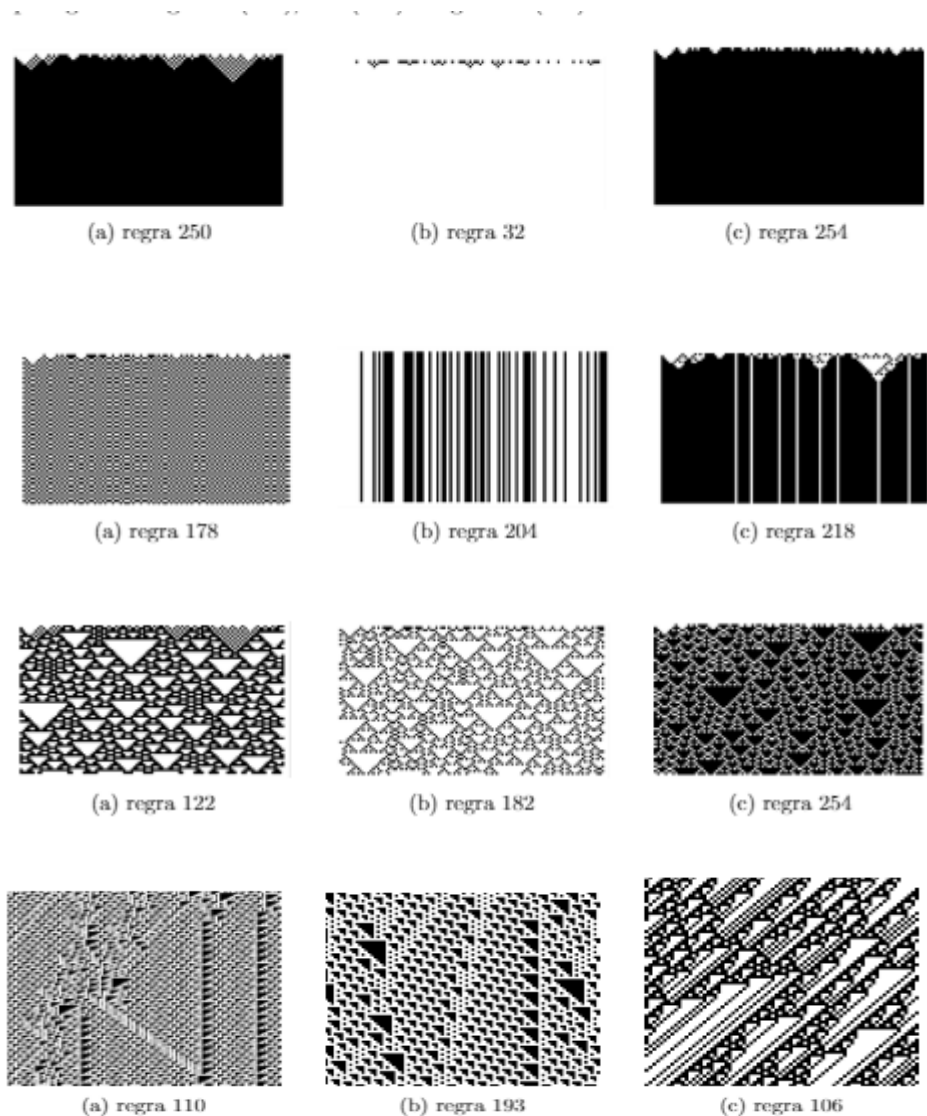 (a) regra 250
(b) regra 32
(c) regra 254
(a) regra 178
(b) regra 204
(c) regra 218
(a) regra 122
(b) regra 182
(c) regra 254
(a) regra 110
(b) regra 193
(c) regra 106